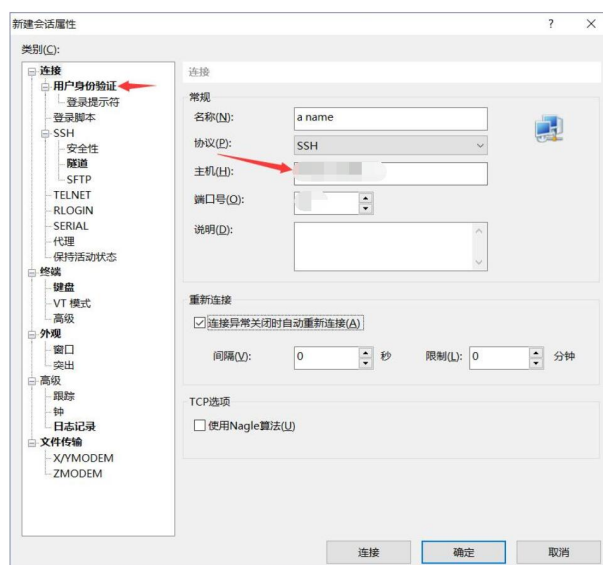 新建会话属性
?
类别(C):
连接
用户身份验证
登录提示符
登录脚本
SSH
安全性
隧道
SFTP
TELNET
RLOGIN
SERIAL
代理
保持活动状态
终端
键盘
VT 模式
高级
外观
窗口
突出
高级
跟踪
钟
日志记录
文件传输
X/YMODEM
ZMODEM
连接
常规
名称(N): a name
协议(P): SSH
主机(H):
端口号(O):
说明(D):
重新连接
连接异常关闭时自动重新连接(A)
间隔(V): 0 秒 限制(L): 0 分钟
TCP选项
使用Nagle算法(U)
连接 确定 取消